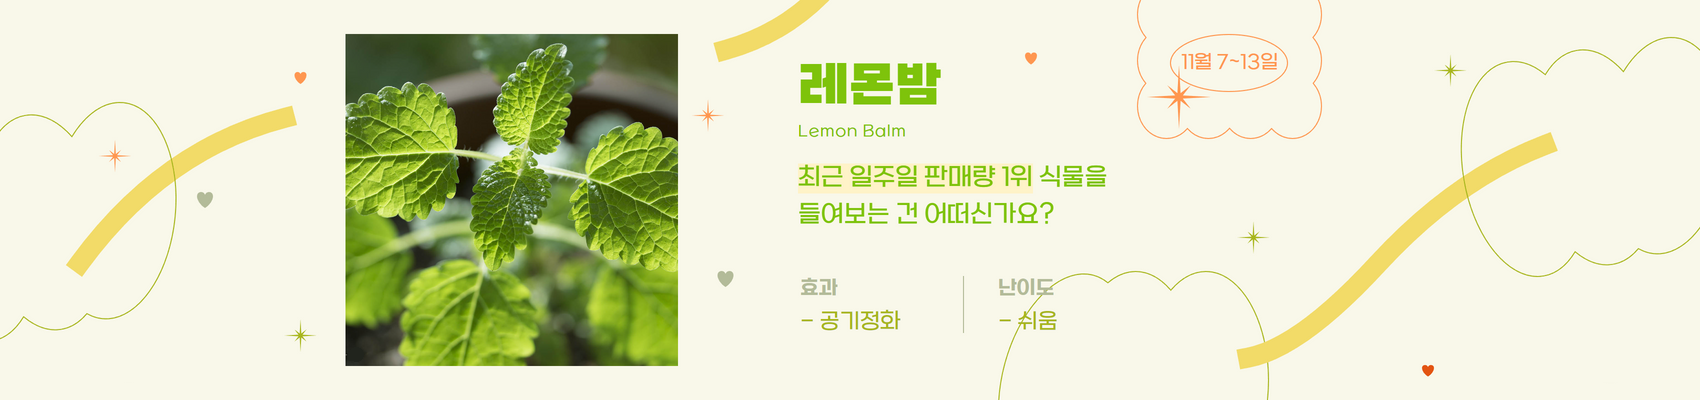 레몬밤
Lemon Balm
11월 7~13일
최근 일주일 판매량 1위 식물을
들여보는 건 어떠신가요?
효과
- 공기정화
난이도
- 쉬움